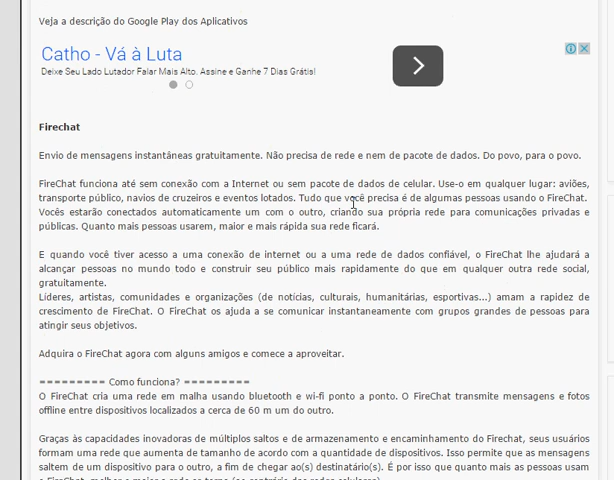 Veja a descrição do Google Play dos Aplicativos
Catho - Vá à Luta
Deixe Seu Lado Lutador Falar Mais Alto. Assine e Ganhe 7 Dias Grátis!
Firechat
Envio de mensagens instantâneas gratuitamente. Não precisa de rede e nem de pacote de dados. Do povo, para o povo.
FireChat funciona até sem conexão com a Internet ou sem pacote de dados de celular. Use-o em qualquer lugar: aviões,
transporte público, navios de cruzeiros e eventos lotados. Tudo que você precisa é de algumas pessoas usando o FireChat.
Vocês estarão conectados automaticamente um com o outro, criando sua própria rede para comunicações privadas e
públicas. Quanto mais pessoas usarem, maior e mais rápida sua rede ficará.
E quando você tiver acesso a uma conexão de internet ou a uma rede de dados confiável, o FireChat lhe ajudará a
alcançar pessoas no mundo todo e construir seu público mais rapidamente do que em qualquer outra rede social,
gratuitamente.
Líderes, artistas, comunidades e organizações (de notícias, culturais, humanitárias, esportivas...) amam a rapidez de
crescimento de FireChat. O FireChat os ajuda a se comunicar instantaneamente com grupos grandes de pessoas para
atingir seus objetivos.
Adquira o FireChat agora com alguns amigos e comece a aproveitar.
========= Como funciona? =========
O FireChat cria uma rede em malha usando bluetooth e wi-fi ponto a ponto. O FireChat transmite mensagens e fotos
offline entre dispositivos localizados a cerca de 60 m um do outro.
Graças às capacidades inovadoras de múltiplos saltos e de armazenamento e encaminhamento do Firechat, seus usuários
formam uma rede que aumenta de tamanho de acordo com a quantidade de dispositivos. Isso permite que as mensagens
saltem de um dispositivo para o outro, a fim de chegar ao(s) destinatário(s). É por isso que quanto mais as pessoas usam